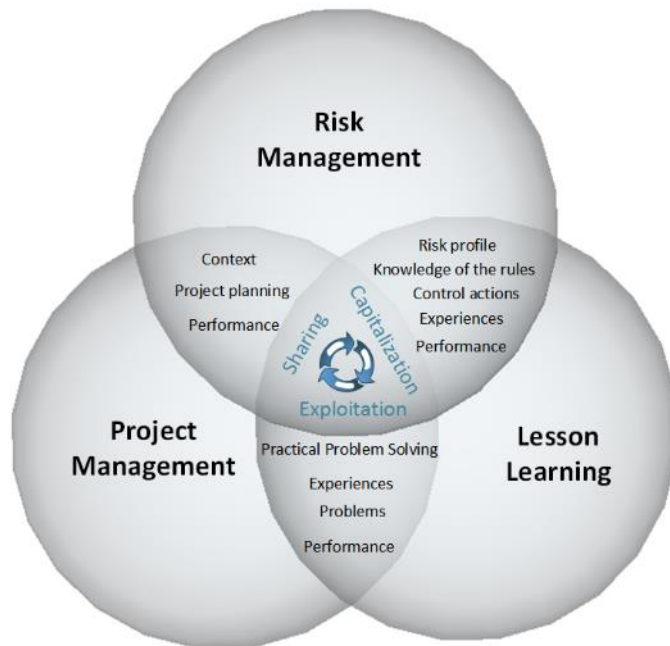 Risk
Management
Context
Project planning
Performance
Risk profile
Knowledge of the rules
Control actions
Experiences
Performance
Sharing
Capitalization
Exploitation
Project
Management
Practical Problem Solving
Experiences
Problems
Performance
Lesson
Learning